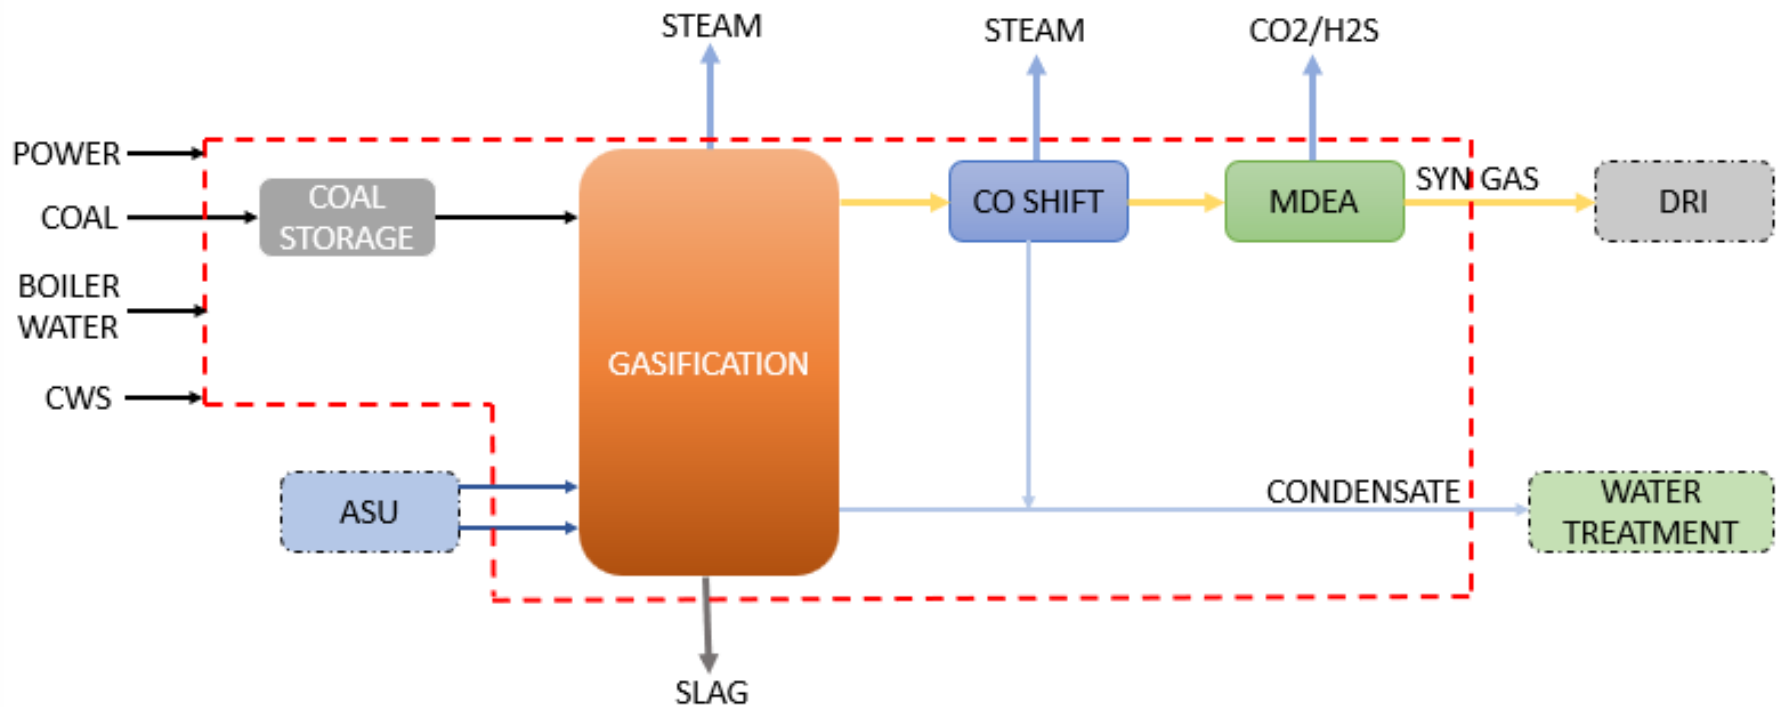 STEAM
STEAM
CO2/H2S
POWER
COAL
COAL
STORAGE
CO SHIFT
MDEA
SYN GAS
DRI
BOILER
WATER
GASIFICATION
CWS
ASU
CONDENSATE
WATER
TREATMENT
SLAG